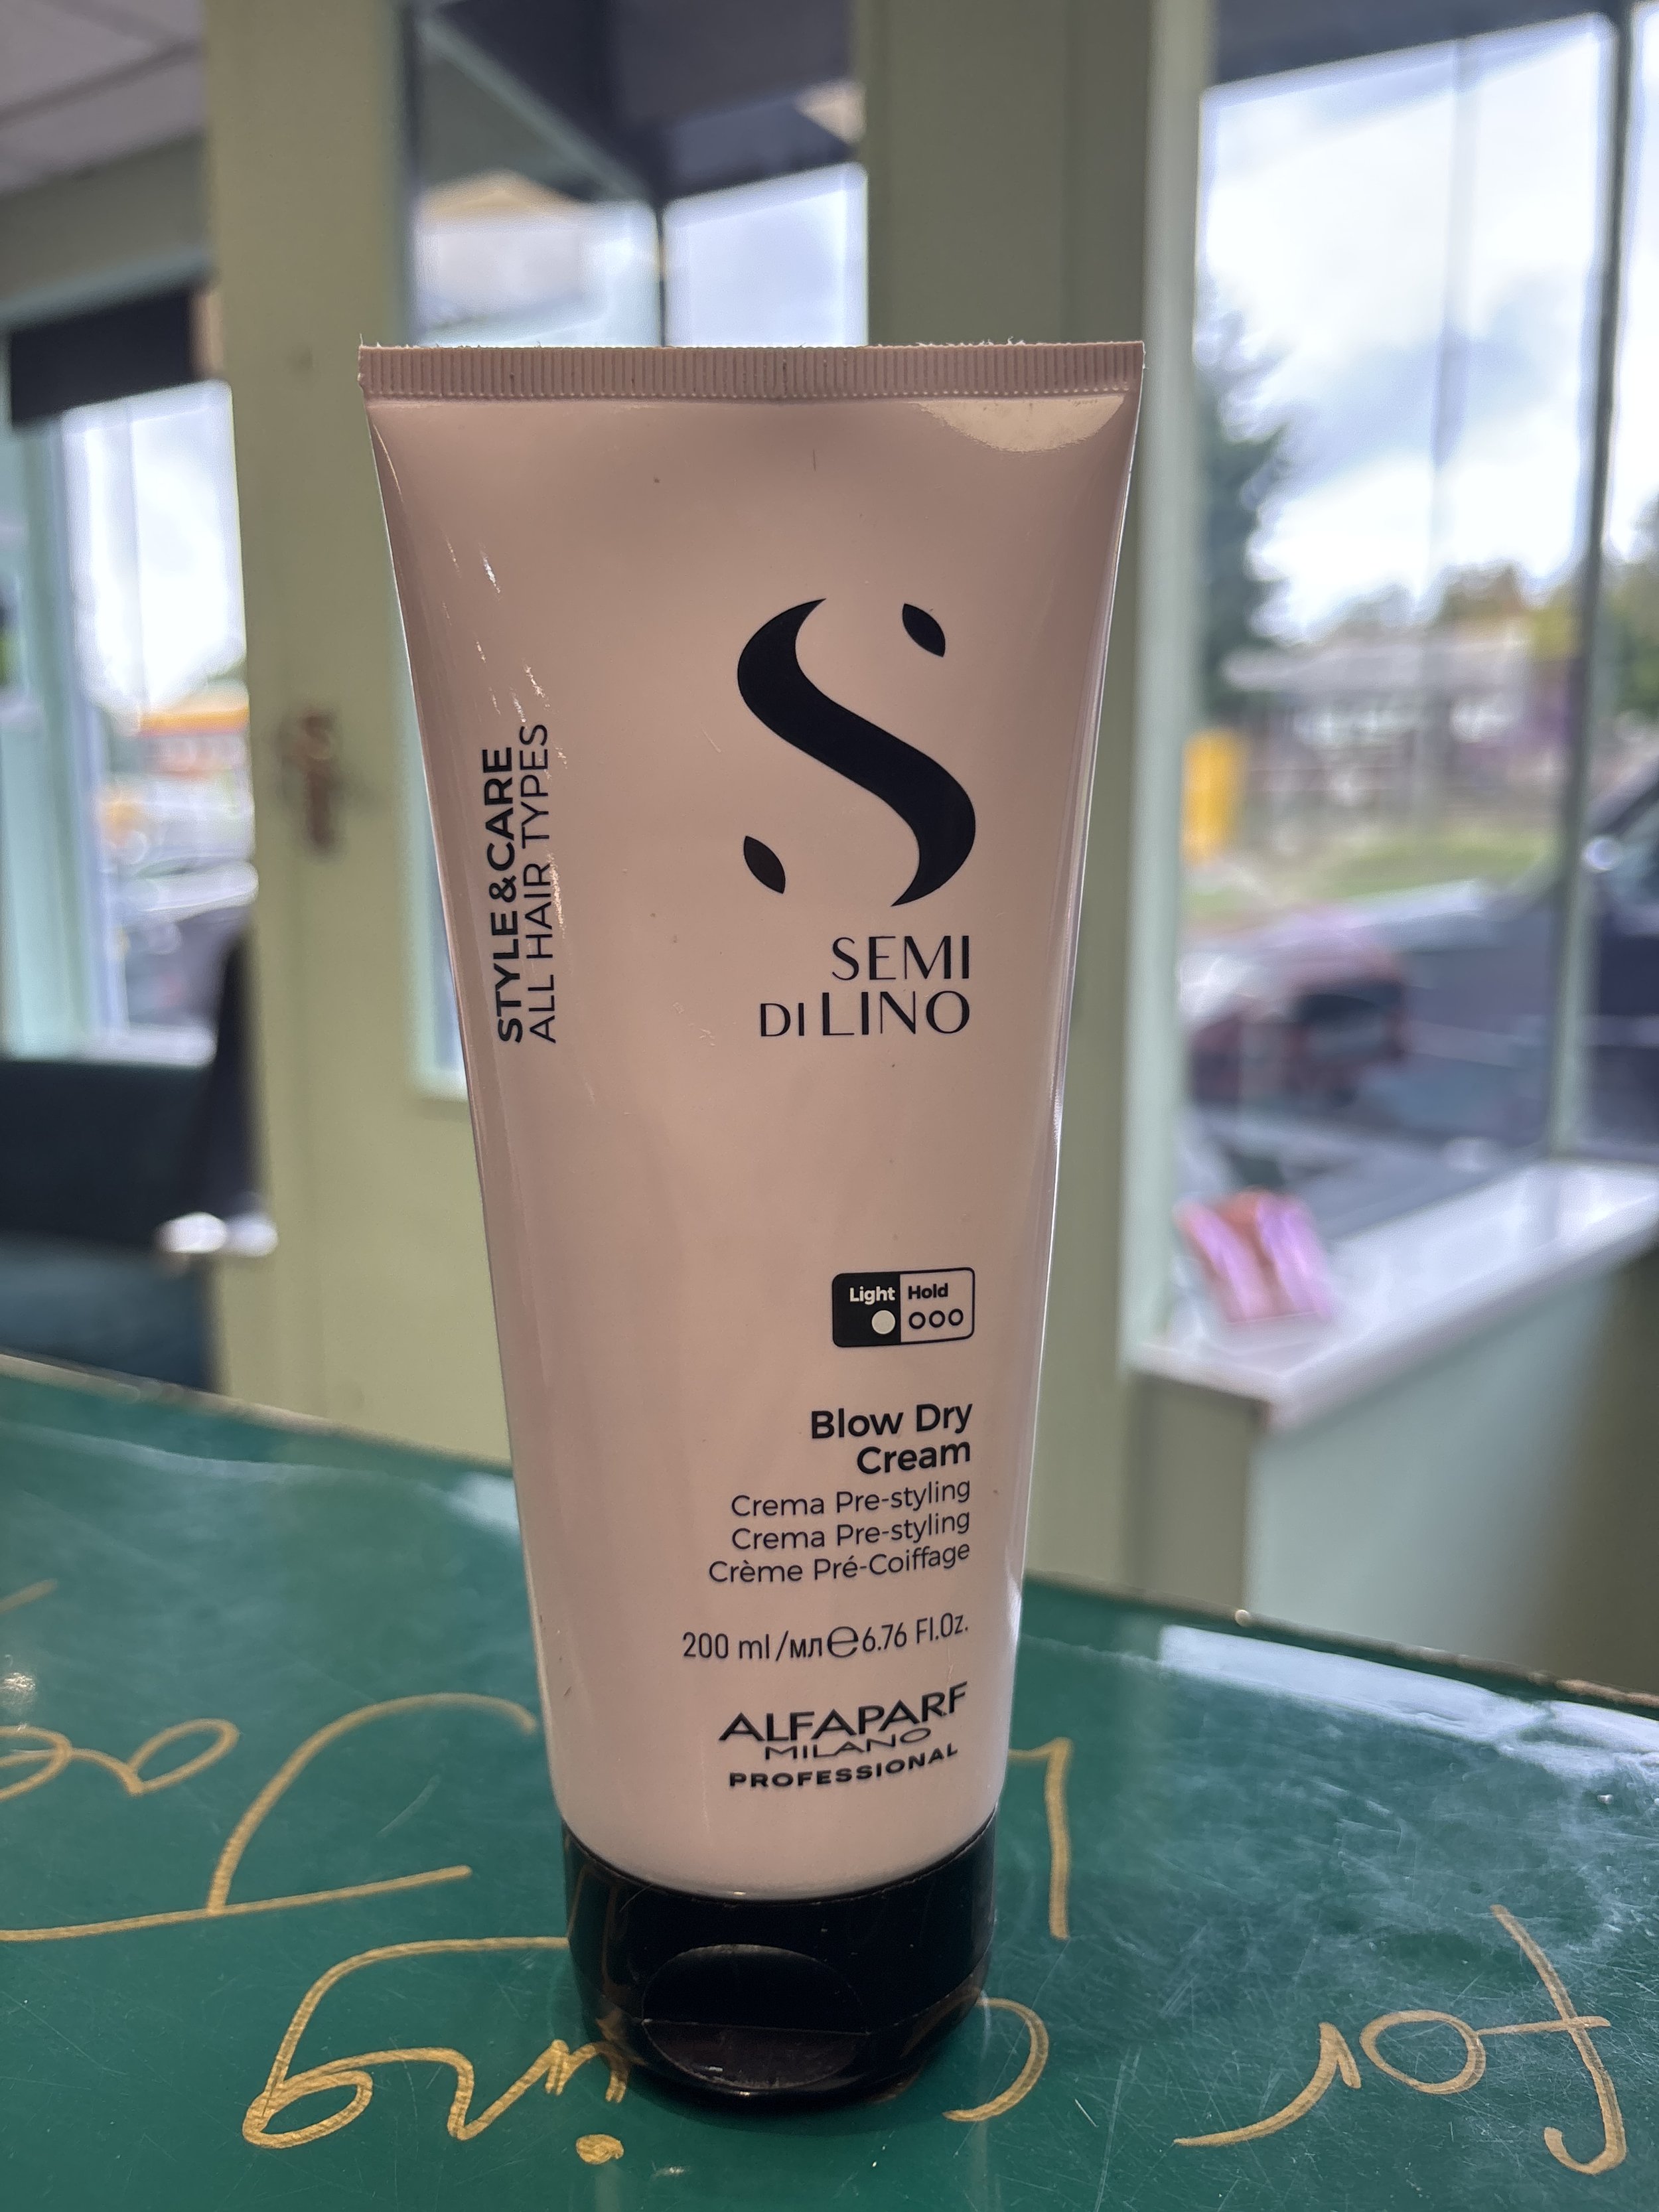 STYLE & CARE
ALL HAIR TYPES
SEMI
DI LINO
Light Hold
Blow Dry
Cream
Crema Pre-styling
Crema Pre-styling
Crème Pré-Coiffage
200 ml/мл℮6.76 Fl.Oz.
ALFAPARF
MILANO
PROFESSIONAL
for